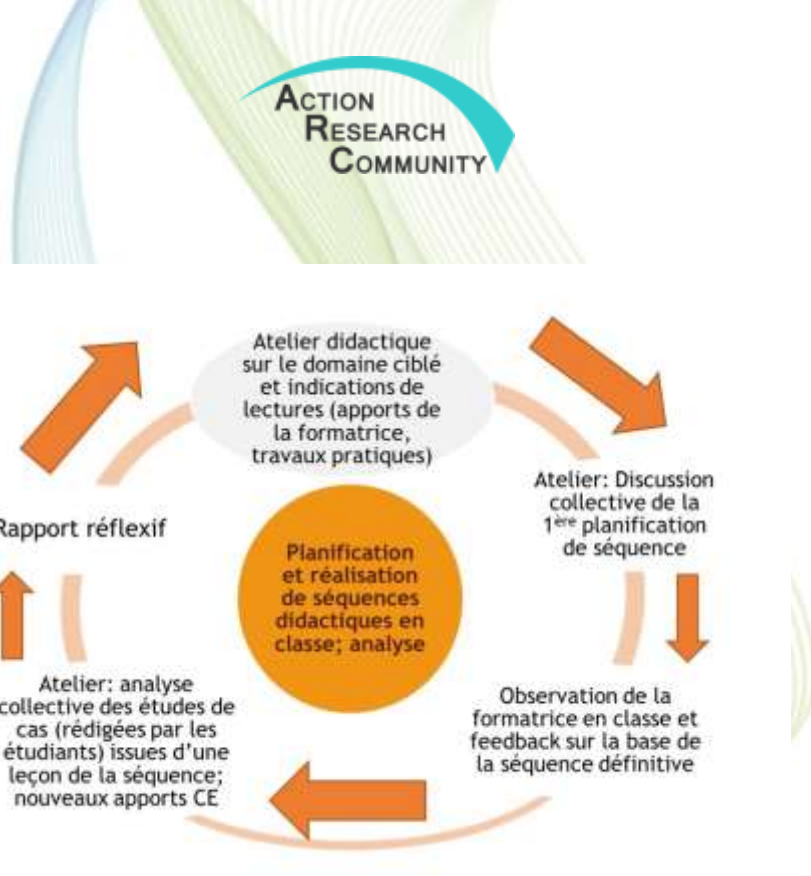 ACTION
RESEARCH
COMMUNITY
Atelier didactique
sur le domaine ciblé
et indications de
lectures (apports de
la formatrice,
travaux pratiques)
Atelier: Discussion
collective de la
1ère planification
de séquence
Observation de la
formatrice en classe et
feedback sur la base de
la séquence définitive
Atelier: analyse
collective des études de
cas (rédigées par les
étudiants) issues d'une
leçon de la séquence;
nouveaux apports CE
Rapport réflexif
Planification
et réalisation
de séquences
didactiques en
classe; analyse